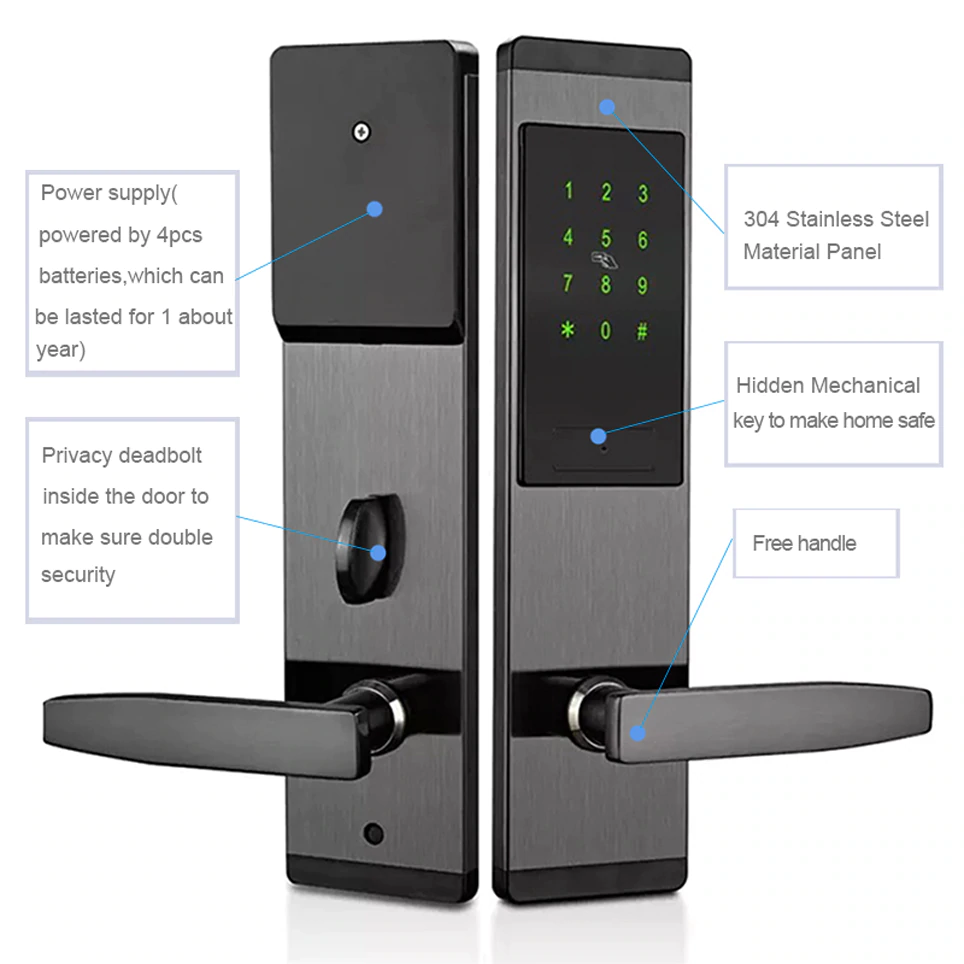 Power supply(
powered by 4pcs
batteries,which can
be lasted for 1 about
year)
Privacy deadbolt
inside the door to
make sure double
security
1 2 3
4 5 6
7 8 9
* 0 #
304 Stainless Steel
Material Panel
Hidden Mechanical
key to make home safe
Free handle